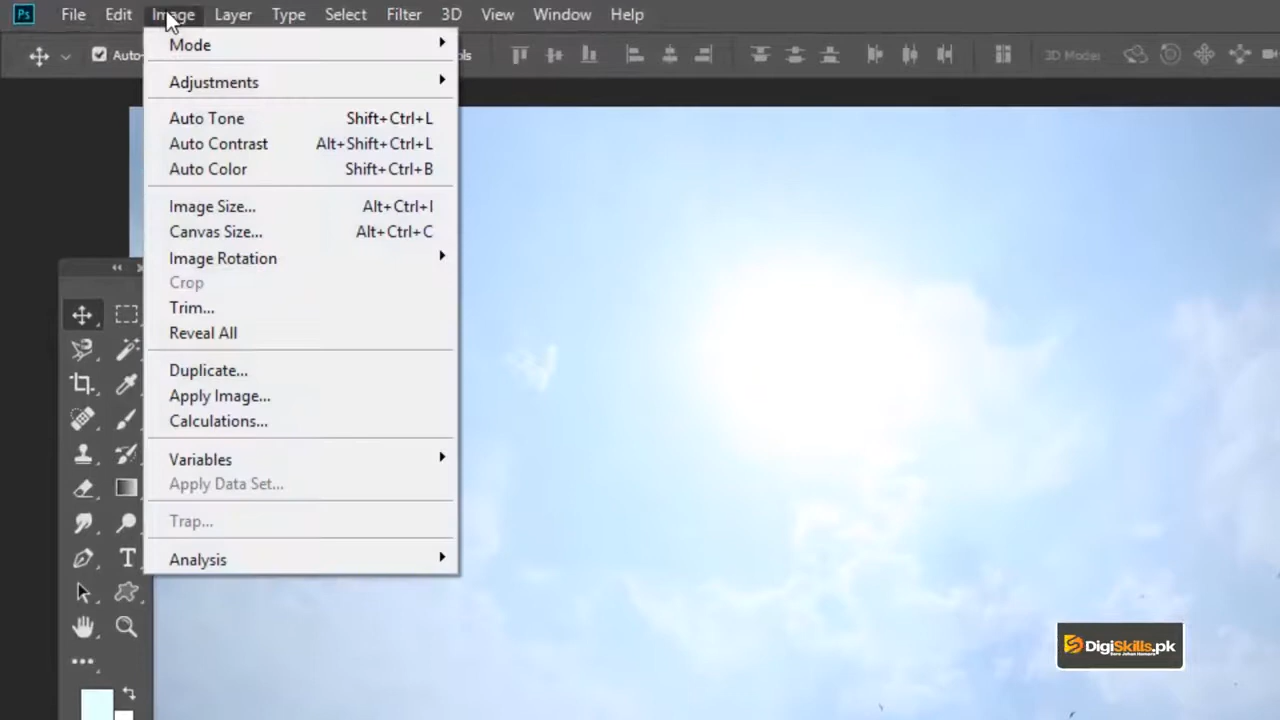 Ps File Edit Image Layer Type Select Filter 3D View Window Help
Auto- ols 3D Mode:
Mode
Adjustments
Auto Tone Shift+Ctrl+L
Auto Contrast Alt+Shift+Ctrl+L
Auto Color Shift+Ctrl+B
Image Size... Alt+Ctrl+I
Canvas Size... Alt+Ctrl+C
Image Rotation
Crop
Trim...
Reveal All
Duplicate...
Apply Image...
Calculations...
Variables
Apply Data Set...
Trap...
Analysis
T
DigiSkills.pk